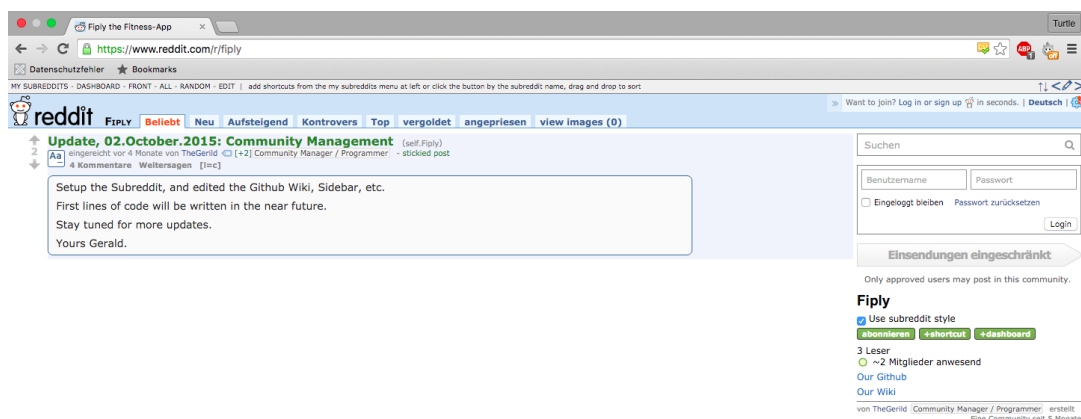 Fiply the Fitness-App
Turtle
https://www.reddit.com/r/fiply
Datenschutzfehler Bookmarks
MY SUBREDDITS - DASHBOARD - FRONT - ALL - RANDOM - EDIT | add shortcuts from the my subreddits menu at left or click the button by the subreddit name, drag and drop to sort
» Want to join? Log in or sign up in seconds. | Deutsch |
reddit FIPLY Beliebt Neu Aufsteigend Kontrovers Top vergoldet angepriesen view images (0)
2
Update, 02.October.2015: Community Management (self.Fiply)
Aa eingereicht vor 4 Monate von TheGerild [+2] Community Manager / Programmer - stickied post
4 Kommentare Weitersagen [l=c]
Setup the Subreddit, and edited the Github Wiki, Sidebar, etc.
First lines of code will be written in the near future.
Stay tuned for more updates.
Yours Gerald.
Suchen
Benutzername Passwort
Eingeloggt bleiben Passwort zurücksetzen
Login
Einsendungen eingeschränkt
Only approved users may post in this community.
Fiply
Use subreddit style
abonnieren +shortcut +dashboard
3 Leser
~2 Mitglieder anwesend
Our Github
Our Wiki
von TheGerild Community Manager / Programmer erstellt
Eine Community seit 5 Monate